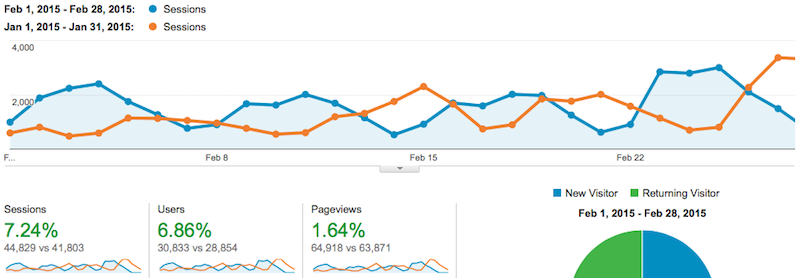 Feb 1, 2015 - Feb 28, 2015: Sessions
Jan 1, 2015 - Jan 31, 2015: Sessions
4,000
2,000
F... Feb 8 Feb 15 Feb 22
New Visitor Returning Visitor
Feb 1, 2015 - Feb 28, 2015
Sessions
7.24%
44,829 vs 41,803
Users
6.86%
30,833 vs 28,854
Pageviews
1.64%
64,918 vs 63,871